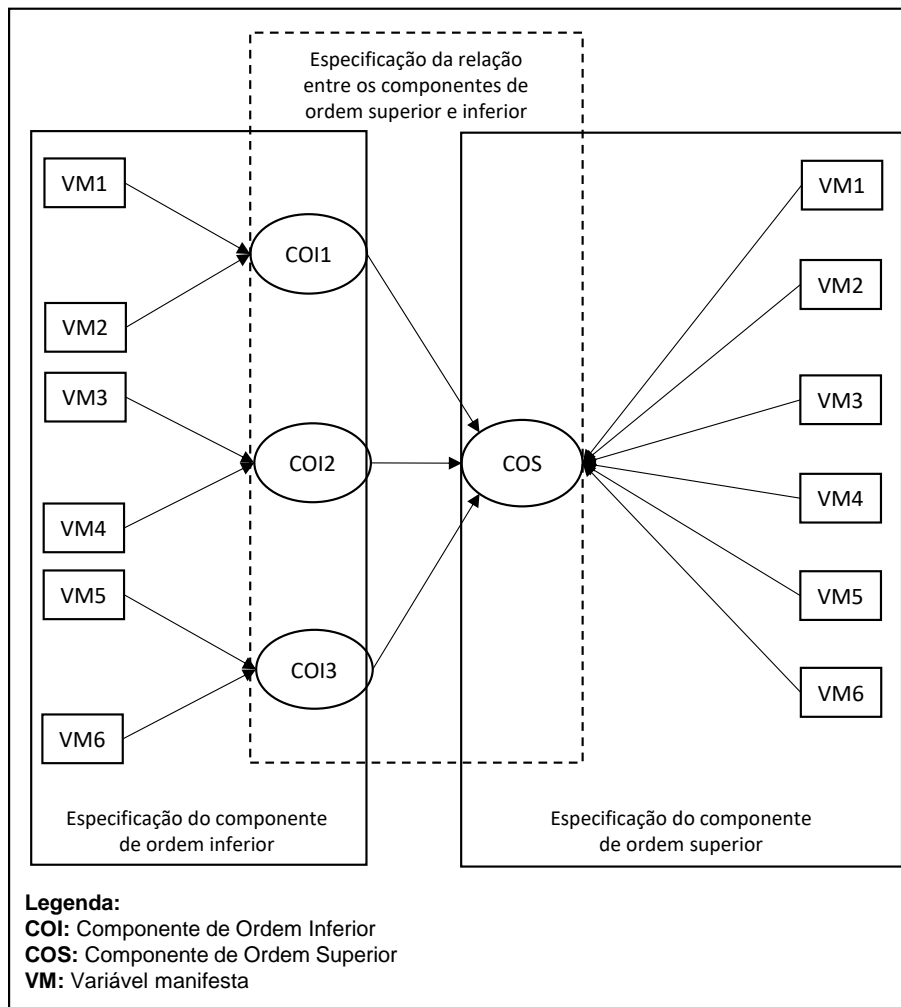 Especificação da relação
entre os componentes de
ordem superior e inferior
VM1
VM2
VM3
VM4
VM5
VM6
COI1
COI2
COI3
COS
VM1
VM2
VM3
VM4
VM5
VM6
Especificação do componente
de ordem inferior
Especificação do componente
de ordem superior
Legenda:
COI: Componente de Ordem Inferior
COS: Componente de Ordem Superior
VM: Variável manifesta